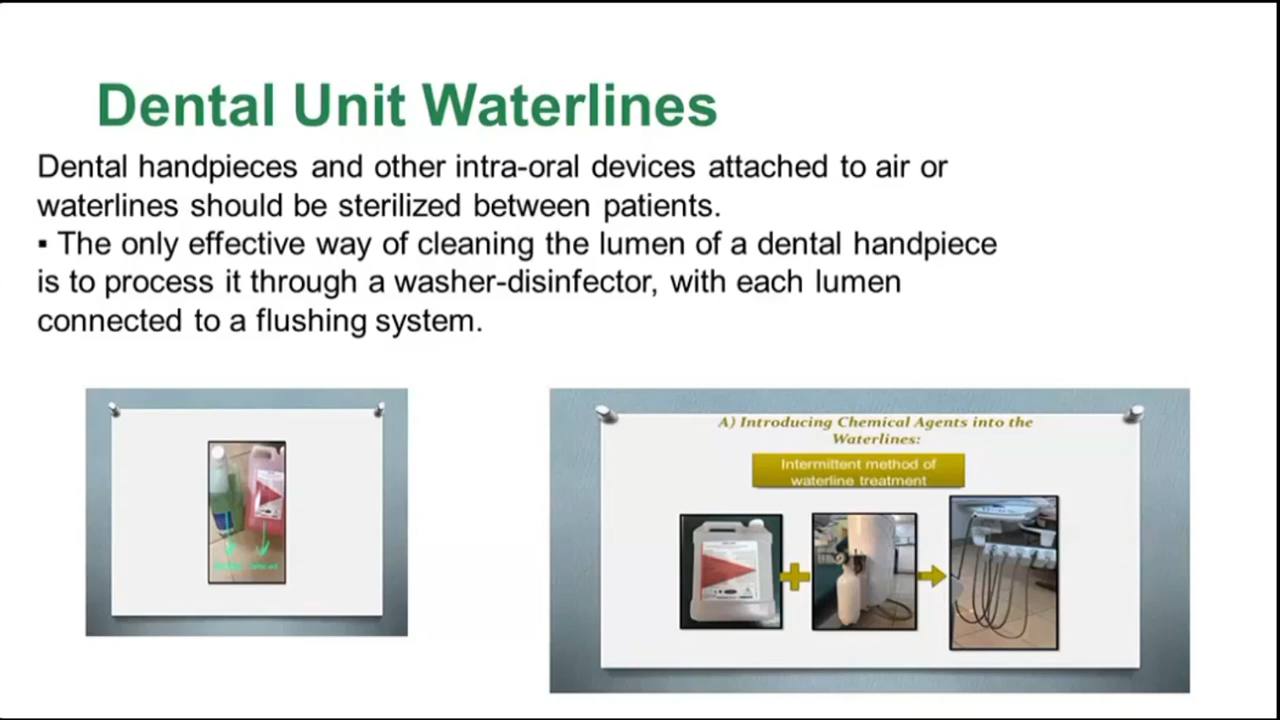 Dental Unit Waterlines
Dental handpieces and other intra-oral devices attached to air or
waterlines should be sterilized between patients.
▪ The only effective way of cleaning the lumen of a dental handpiece
is to process it through a washer-disinfector, with each lumen
connected to a flushing system.
A) Introducing Chemical Agents into the
Waterlines:
Intermittent method of
waterline treatment